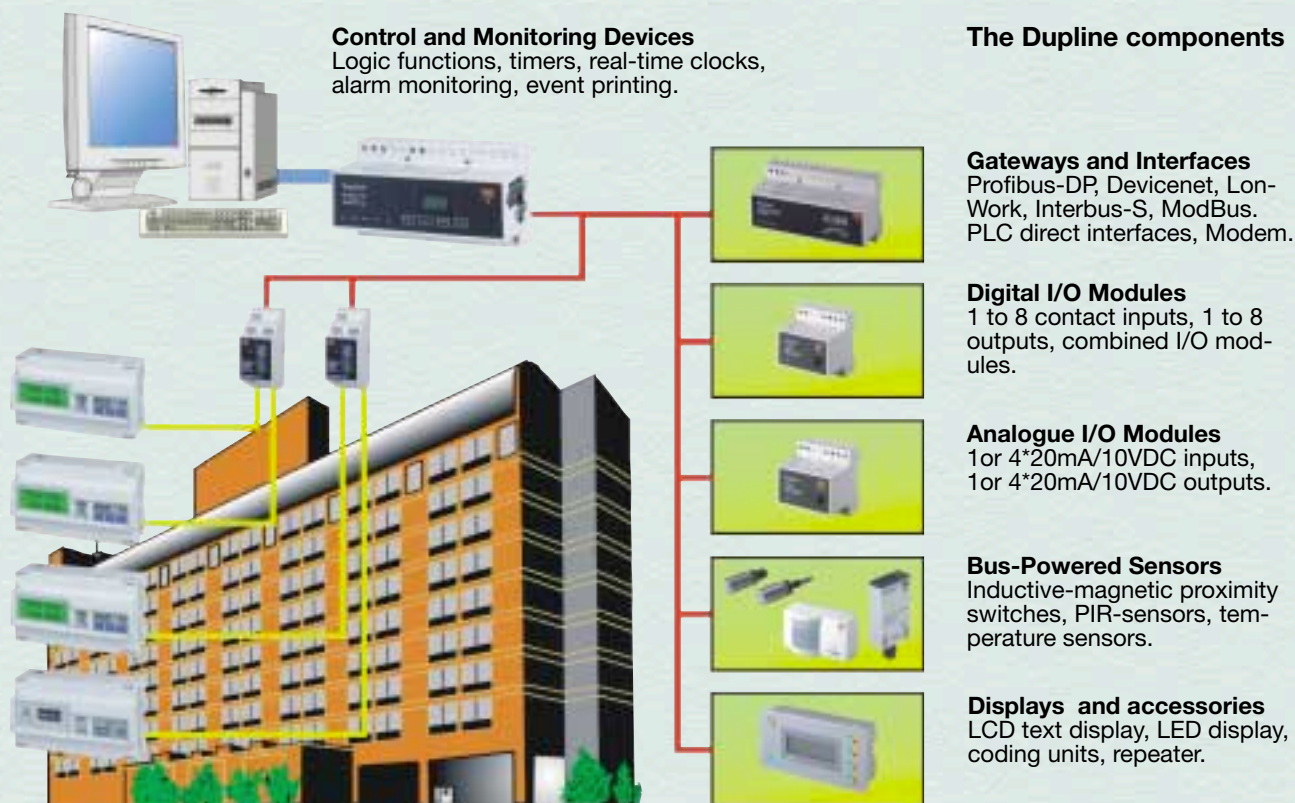 Control and Monitoring Devices
Logic functions, timers, real-time clocks,
alarm monitoring, event printing.
The Dupline components
Gateways and Interfaces
Profibus-DP, Devicenet, Lon-
Work, Interbus-S, ModBus.
PLC direct interfaces, Modem.
Digital I/O Modules
1 to 8 contact inputs, 1 to 8
outputs, combined I/O mod-
ules.
Analogue I/O Modules
1or 4*20mA/10VDC inputs,
1or 4*20mA/10VDC outputs.
Bus-Powered Sensors
Inductive-magnetic proximity
switches, PIR-sensors, tem-
perature sensors.
Displays  and accessories
LCD text display, LED display,
coding units, repeater.